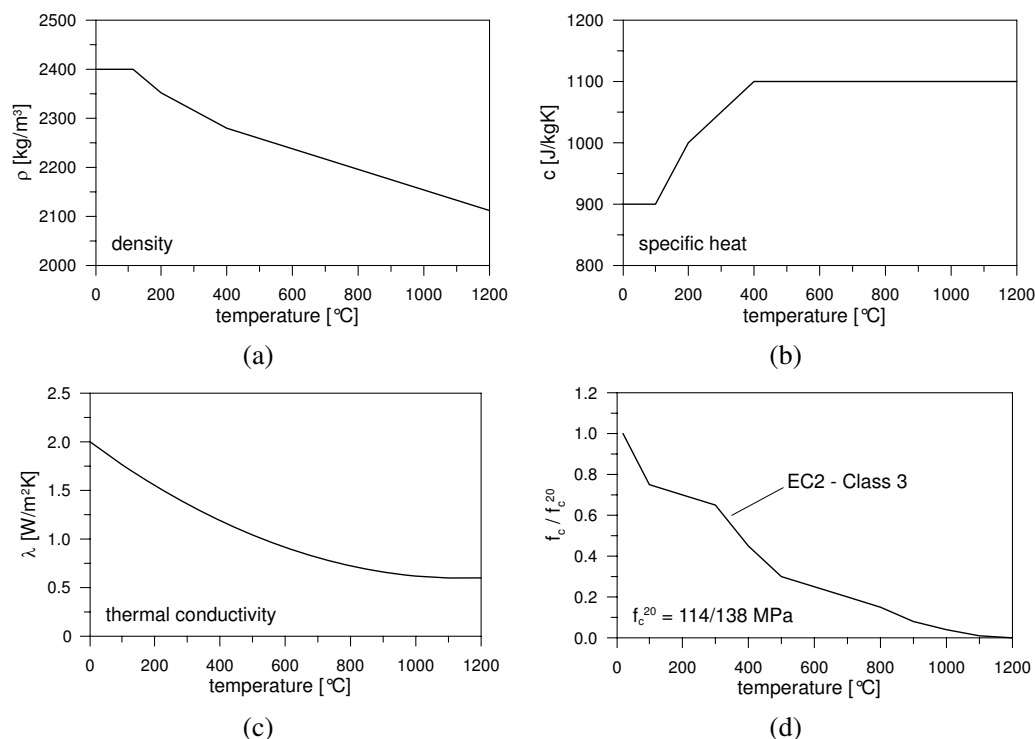 2500
2400
2300
2200
2100
2000
ρ [kg/m³]
density
0 200 400 600 800 1000 1200
temperature [°C]
(a)
1200
1100
1000
900
800
c [J/kgK]
specific heat
0 200 400 600 800 1000 1200
temperature [°C]
(b)
2.5
2.0
1.5
1.0
0.5
0
λ [W/m²K]
thermal conductivity
0 200 400 600 800 1000 1200
temperature [°C]
(c)
1.2
1.0
0.8
0.6
0.4
0.2
0.0
f_c / f_c^20
EC2 - Class 3
f_c^20 = 114/138 MPa
0 200 400 600 800 1000 1200
temperature [°C]
(d)